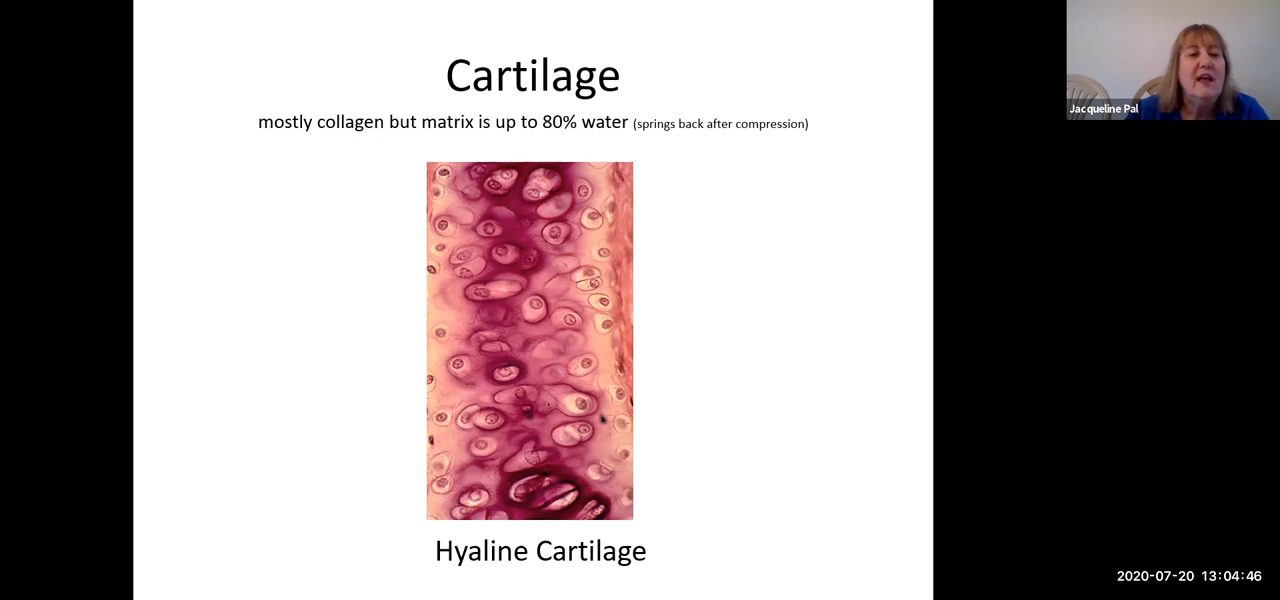 Cartilage
mostly collagen but matrix is up to 80% water (springs back after compression)
Hyaline Cartilage
Jacqueline Pal
2020-07-20 13:04:46